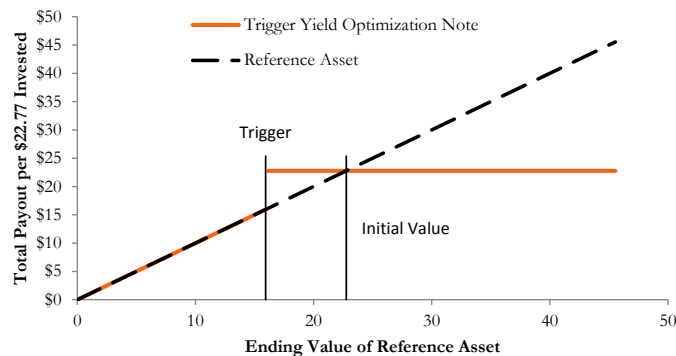 Total Payout per $22.77 Invested
$50
$45
$40
$35
$30
$25
$20
$15
$10
$5
$0
Trigger Yield Optimization Note
Reference Asset
Trigger
Initial Value
0
10
20
30
40
50
Ending Value of Reference Asset